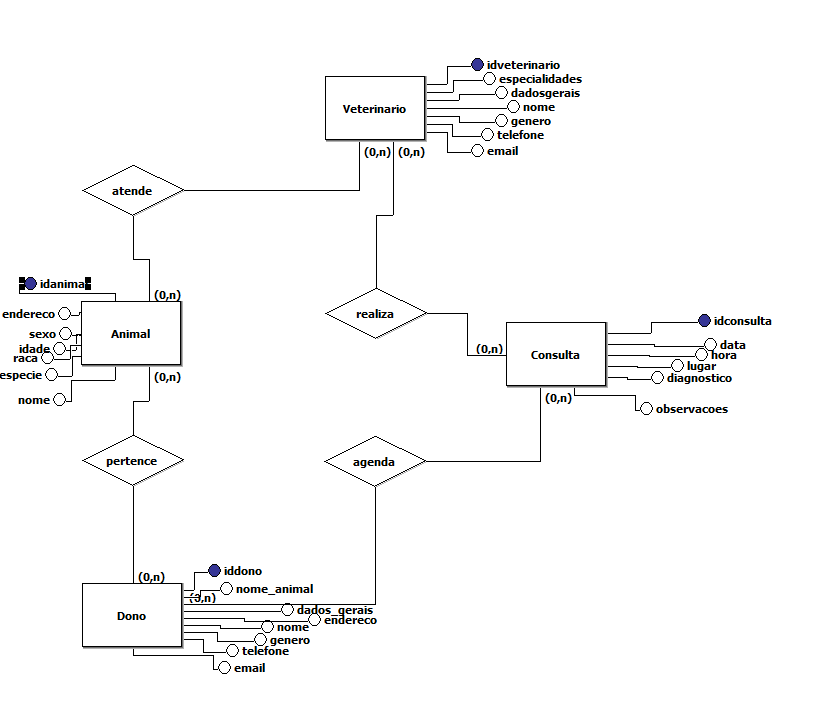 idveterinario
especialidades
dadosgerais
nome
genero
telefone
email
Veterinario
(0,n) (0,n)
atende
idanimal
(0,n)
endereco
sexo
idade
raca
especie
nome
Animal
(0,n)
realiza
idconsulta
data
hora
lugar
diagnostico
observacoes
(0,n)
Consulta
(0,n)
pertence
agenda
(0,n)
iddono
nome_animal
(0,n)
dados_gerais
endereco
nome
genero
telefone
email
Dono